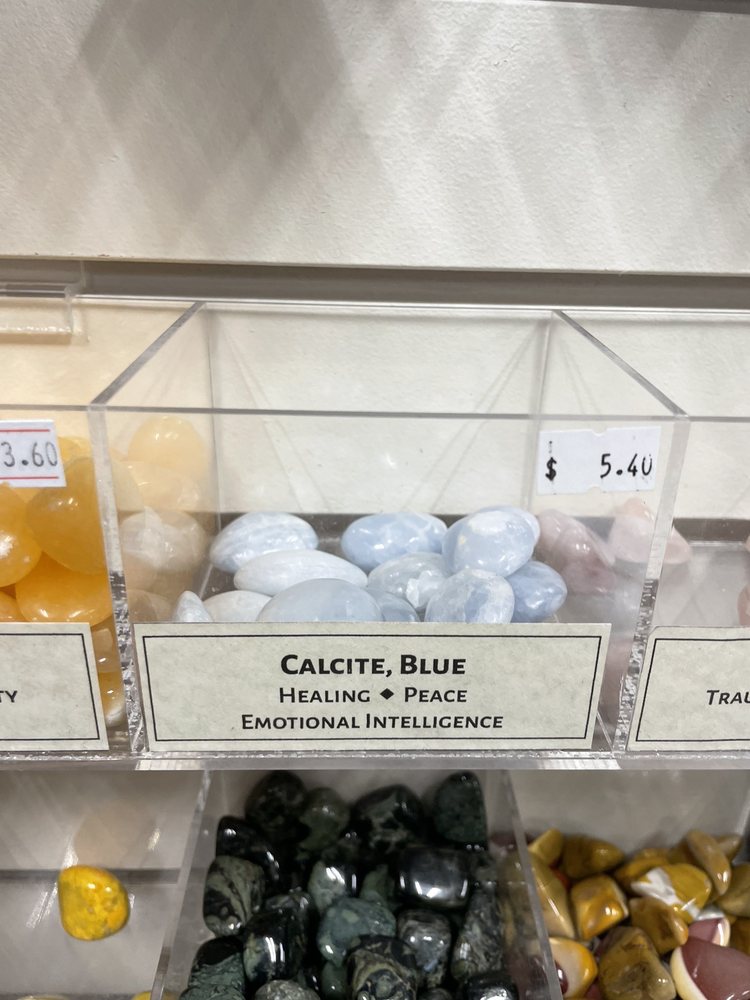 3.60
$ 5.40
CALCITE, BLUE
HEALING ◆ PEACE
EMOTIONAL INTELLIGENCE
TY
TRAU